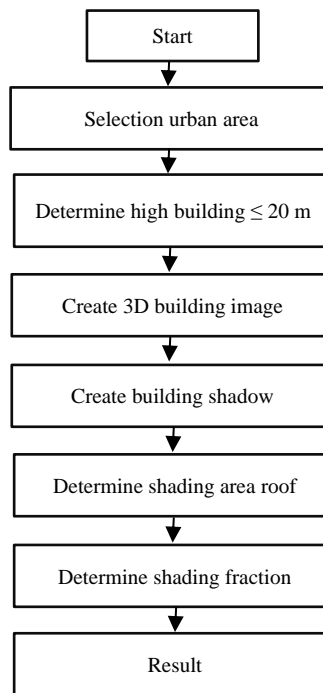 Start
Selection urban area
Determine high building ≤ 20 m
Create 3D building image
Create building shadow
Determine shading area roof
Determine shading fraction
Result